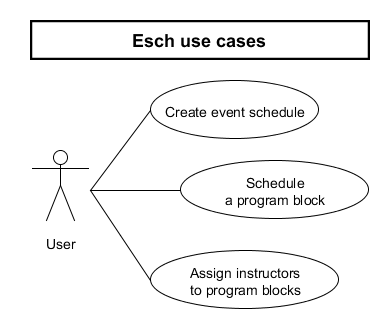 Esch use cases
Create event schedule
Schedule
a program block
User
Assign instructors
to program blocks